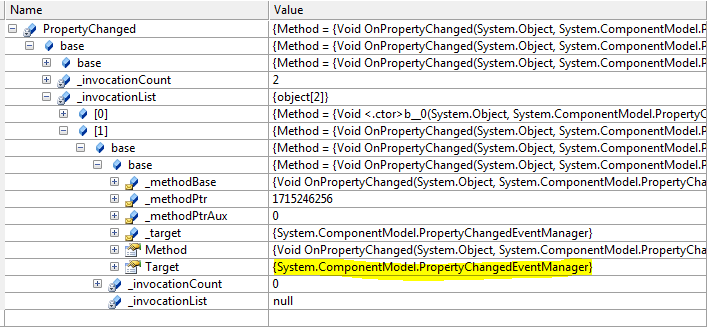 Name Value
PropertyChanged {Method = {Void OnPropertyChanged(System.Object, System.ComponentModel.P
base {Method = {Void OnPropertyChanged(System.Object, System.ComponentModel.P
base {Method = {Void OnPropertyChanged(System.Object, System.ComponentModel.P
_invocationCount 2
_invocationList {object[2]}
[0] {Method = {Void <.ctor>b__0(System.Object, System.ComponentModel.PropertyC
[1] {Method = {Void OnPropertyChanged(System.Object, System.ComponentModel.P
base {Method = {Void OnPropertyChanged(System.Object, System.ComponentModel.P
base {Method = {Void OnPropertyChanged(System.Object, System.ComponentModel.P
_methodBase {Void OnPropertyChanged(System.Object, System.ComponentModel.PropertyCha
_methodPtr 1715246256
_methodPtrAux 0
_target {System.ComponentModel.PropertyChangedEventManager}
Method {Void OnPropertyChanged(System.Object, System.ComponentModel.PropertyCha
Target {System.ComponentModel.PropertyChangedEventManager}
_invocationCount 0
_invocationList null